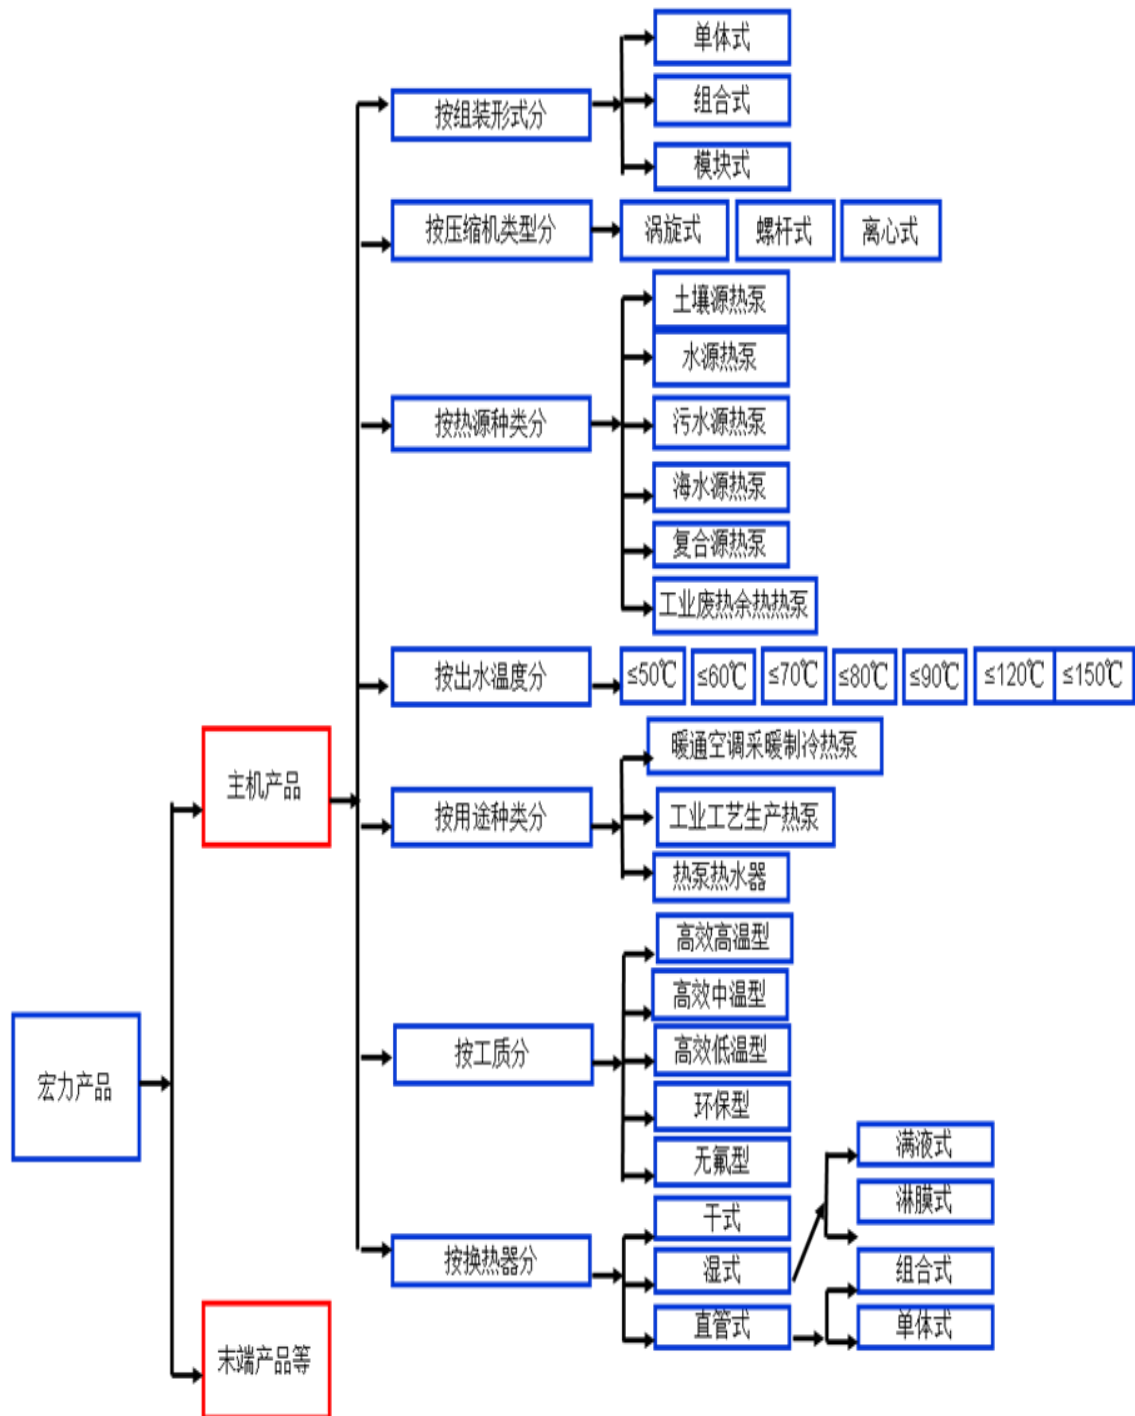 单体式
按组装形式分
组合式
模块式
按压缩机类型分
涡旋式
螺杆式
离心式
土壤源热泵
水源热泵
按热源种类分
污水源热泵
海水源热泵
复合源热泵
工业废热余热热泵
按出水温度分
≤50℃
≤60℃
≤70℃
≤80℃
≤90℃
≤120℃
≤150℃
主机产品
暖通空调采暖制冷热泵
按用途种类分
工业工艺生产热泵
热泵热水器
高效高温型
高效中温型
按工质分
高效低温型
环保型
无氟型
宏力产品
满液式
淋膜式
干式
按换热器分
湿式
组合式
直管式
单体式
末端产品等